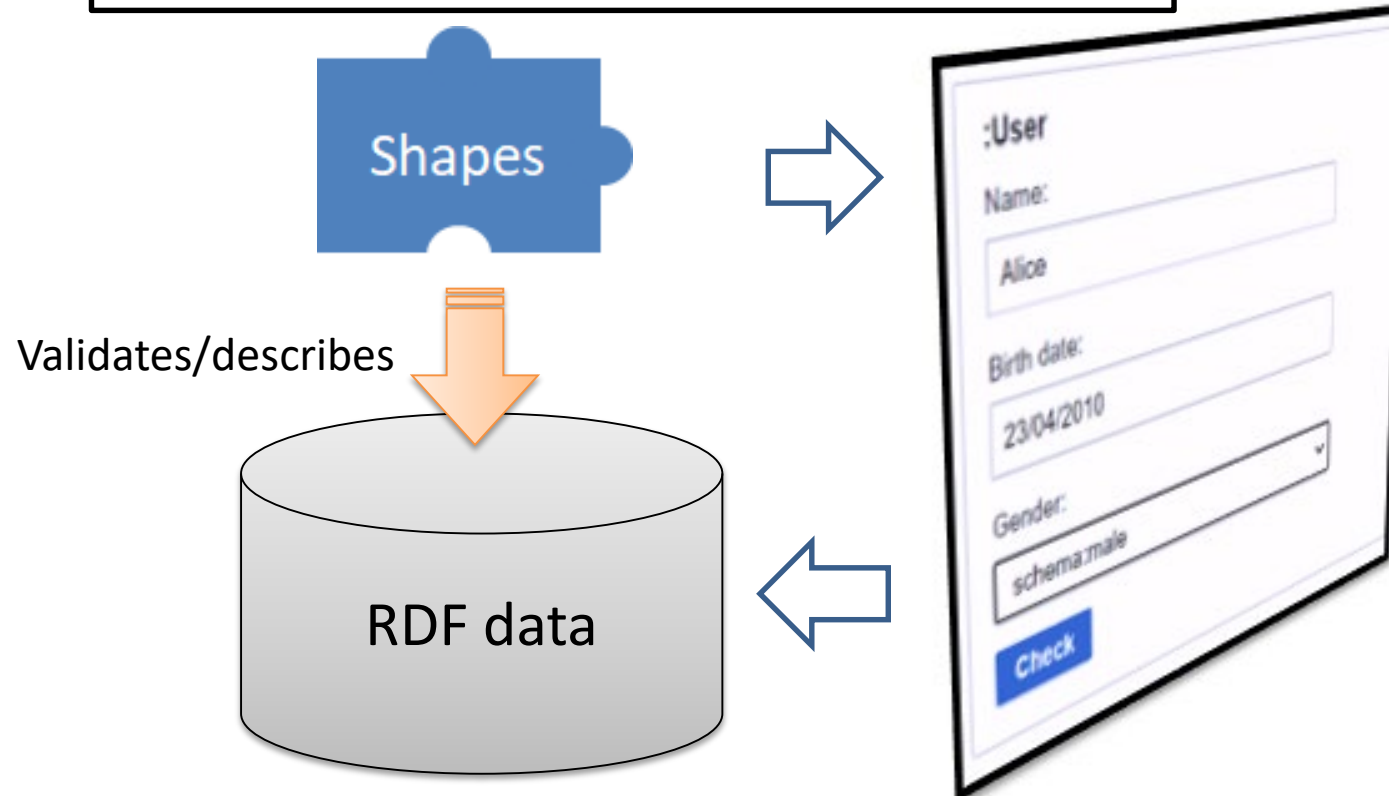 Shapes
Validates/describes
RDF data
:User
Name:
Alice
Birth date:
23/04/2010
Gender:
schema:male
Check